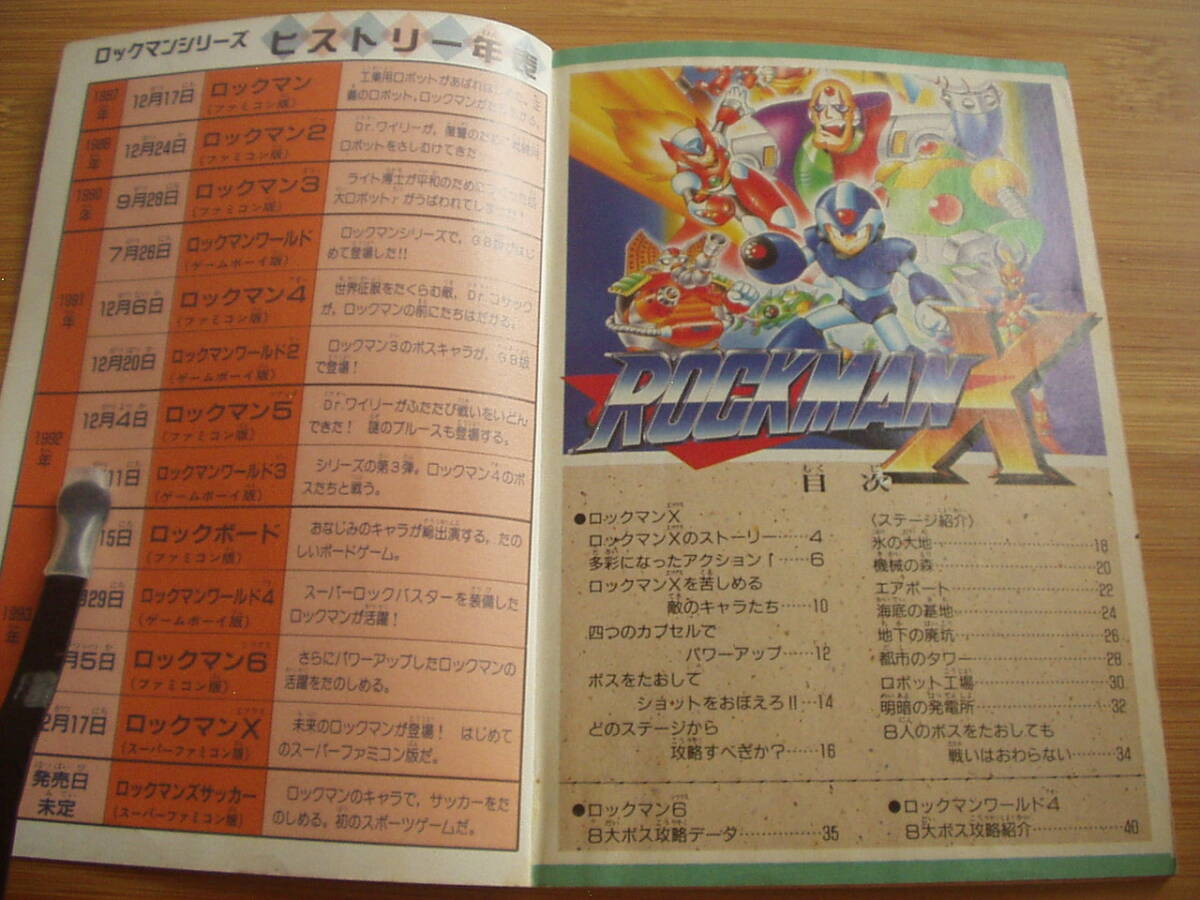 ロックマンシリーズ ヒストリー年表
1987年
12月17日
ロックマン
(ファミコン版)
工業用ロボットがあばれ
義のロボット,ロックマンがた
12月24日
ロックマン2
(ファミコン版)
Dr.ワイリーが,復讐のため
ロボットをさしむけてきた
1990年
9月28日
ロックマン3
(ファミコン版)
ライト博士が平和のために
大ロボットrがうばわれてしま
1991年
7月26日
ロックマンワールド
(ゲームボーイ版)
ロックマンシリーズで,GB版がはじ
めて登場した!!
12月6日
ロックマン4
(ファミコン版)
世界征服をたくらむ敵,Dr.コサック
が,ロックマンの前にたちはだかる。
12月20日
ロックマンワールド2
(ゲームボーイ版)
ロックマン3のボスキャラが,GB版
で登場!
1992年
12月4日
ロックマン5
(ファミコン版)
Dr.ワイリーがふたたび戦いをいどん
できた! 謎のブルースも登場する。
11日
ロックマンワールド3
(ゲームボーイ版)
シリーズの第3弾。ロックマン4のボ
スたちと戦う。
1993年
15日
ロックボード
(ファミコン版)
おなじみのキャラが総出演する,たの
しいボードゲーム。
月29日
ロックマンワールド4
(ゲームボーイ版)
スーパーロックバスターを装備した
ロックマンが活躍!
月5日
ロックマン6
(ファミコン版)
さらにパワーアップしたロックマンの
活躍をたのしめる。
2月17日
ロックマンX
(スーパーファミコン版)
未来のロックマンが登場! はじめて
のスーパーファミコン版だ。
発売日
未定
ロックマンズサッカー
(スーパーファミコン版)
ロックマンのキャラで,サッカーをた
のしめる。初のスポーツゲームだ。
ROCKMAN X
目次
●ロックマンX
ロックマンXのストーリー……4
多彩になったアクション!……6
ロックマンXを苦しめる
敵のキャラたち……10
四つのカプセルで
パワーアップ……12
ボスをたおして
ショットをおぼえろ!!…14
どのステージから
攻略すべきか?……16
〈ステージ紹介〉
氷の大地……18
機械の森……20
エアポート……22
海底の基地……24
地下の廃坑……26
都市のタワー……28
ロボット工場……30
明暗の発電所……32
8人のボスをたおしても
戦いはおわらない……34
●ロックマン6
8大ボス攻略データ……35
●ロックマンワールド4
8大ボス攻略紹介……40